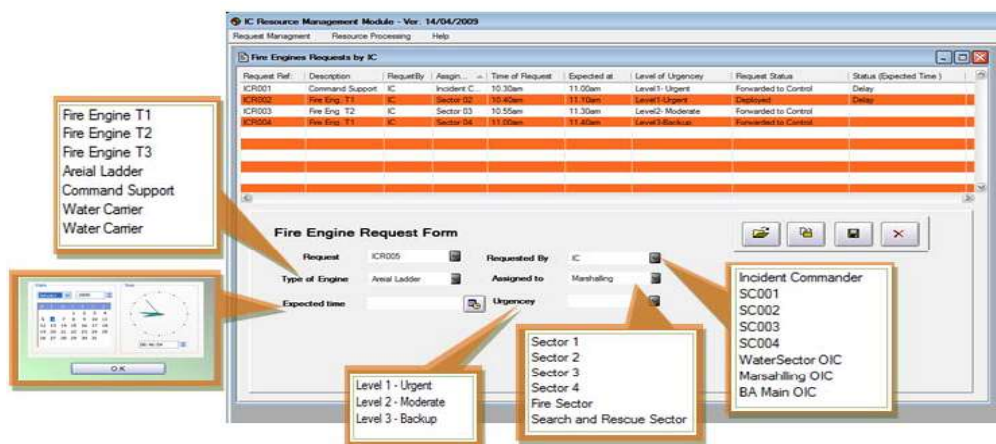 IC Resource Management Module - Ver. 14/04/2009
Request Managment Resource Processing Help
Fire Engines Requests by IC
Request Ref: Description RequetBy Assgin... Time of Request Expected at Level of Urgencey Request Status Status (Expected Time )
ICR001 Command Support IC Incident C... 10.30am 11.00am Level1- Urgent Forwarded to Control Delay
ICR002 Fire Eng. T1 IC Sector 02 10.40am 11.10am Level1-Urgent Deployed Delay
ICR003 Fire Eng. T2 IC Sector 03 10.55am 11.30am Level2- Moderate Forwarded to Control
ICR004 Fire Eng. T1 IC Sector 04 11.00am 11.40am Level3-Backup Forwarded to Control
Fire Engine T1
Fire Engine T2
Fire Engine T3
Areial Ladder
Command Support
Water Carrier
Water Carrier
Fire Engine Request Form
Request ICR005 Requested By IC
Type of Engine Areial Ladder Assigned to Marshalling
Expected time Urgencey
OK
Level 1 - Urgent
Level 2 - Moderate
Level 3 - Backup
Sector 1
Sector 2
Sector 3
Sector 4
Fire Sector
Search and Rescue Sector
Incident Commander
SC001
SC002
SC003
SC004
WaterSector OIC
Marsahlling OIC
BA Main OIC